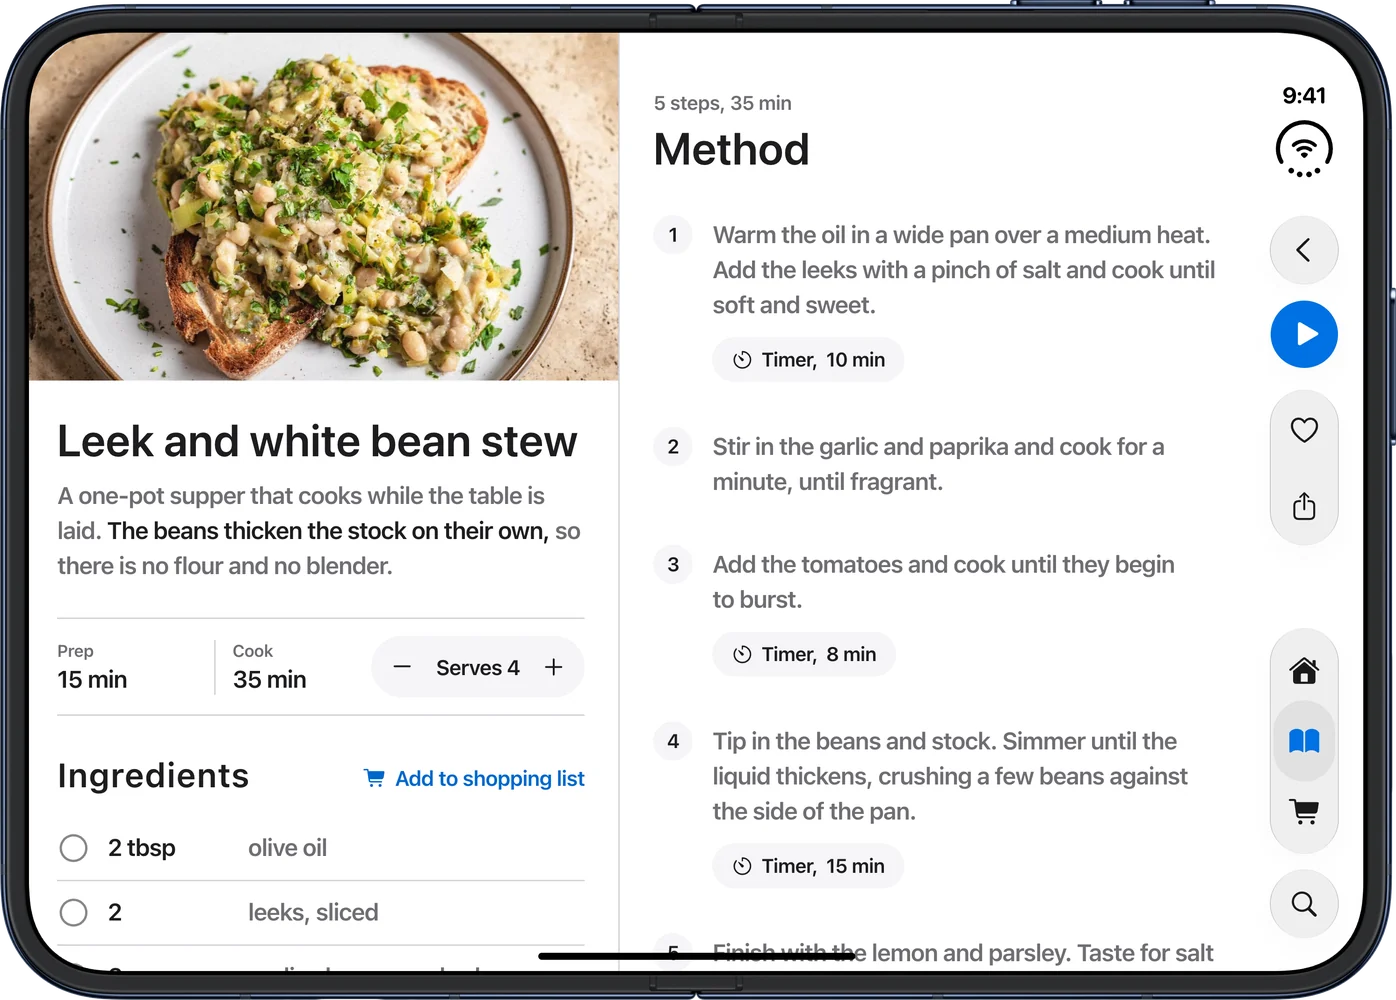 Leek and white bean stew
A one-pot supper that cooks while the table is
laid. The beans thicken the stock on their own, so
there is no flour and no blender.
Prep
15 min
Cook
35 min
Serves 4
Ingredients
Add to shopping list
2 tbsp olive oil
2 leeks, sliced
5 steps, 35 min
Method
1 Warm the oil in a wide pan over a medium heat.
Add the leeks with a pinch of salt and cook until
soft and sweet.
Timer, 10 min
2 Stir in the garlic and paprika and cook for a
minute, until fragrant.
3 Add the tomatoes and cook until they begin
to burst.
Timer, 8 min
4 Tip in the beans and stock. Simmer until the
liquid thickens, crushing a few beans against
the side of the pan.
Timer, 15 min
5 Finish with the lemon and parsley. Taste for salt
9:41